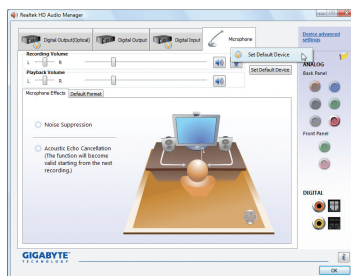 Realtek HD Audio Manager
Digital Output(Optical)
Digital Output
Digital Input
Microphone
Device advanced
settings
Set Default Device
Recording Volume
L
R
Set Default Device
Playback Volume
L
R
ANALOG
Back Panel
Microphone Effects
Default Format
Noise Suppression
Acoustic Echo Cancellation
(The function will become
valid starting from the next
recording.)
Front Panel
DIGITAL
GIGABYTE
TECHNOLOGY
OK